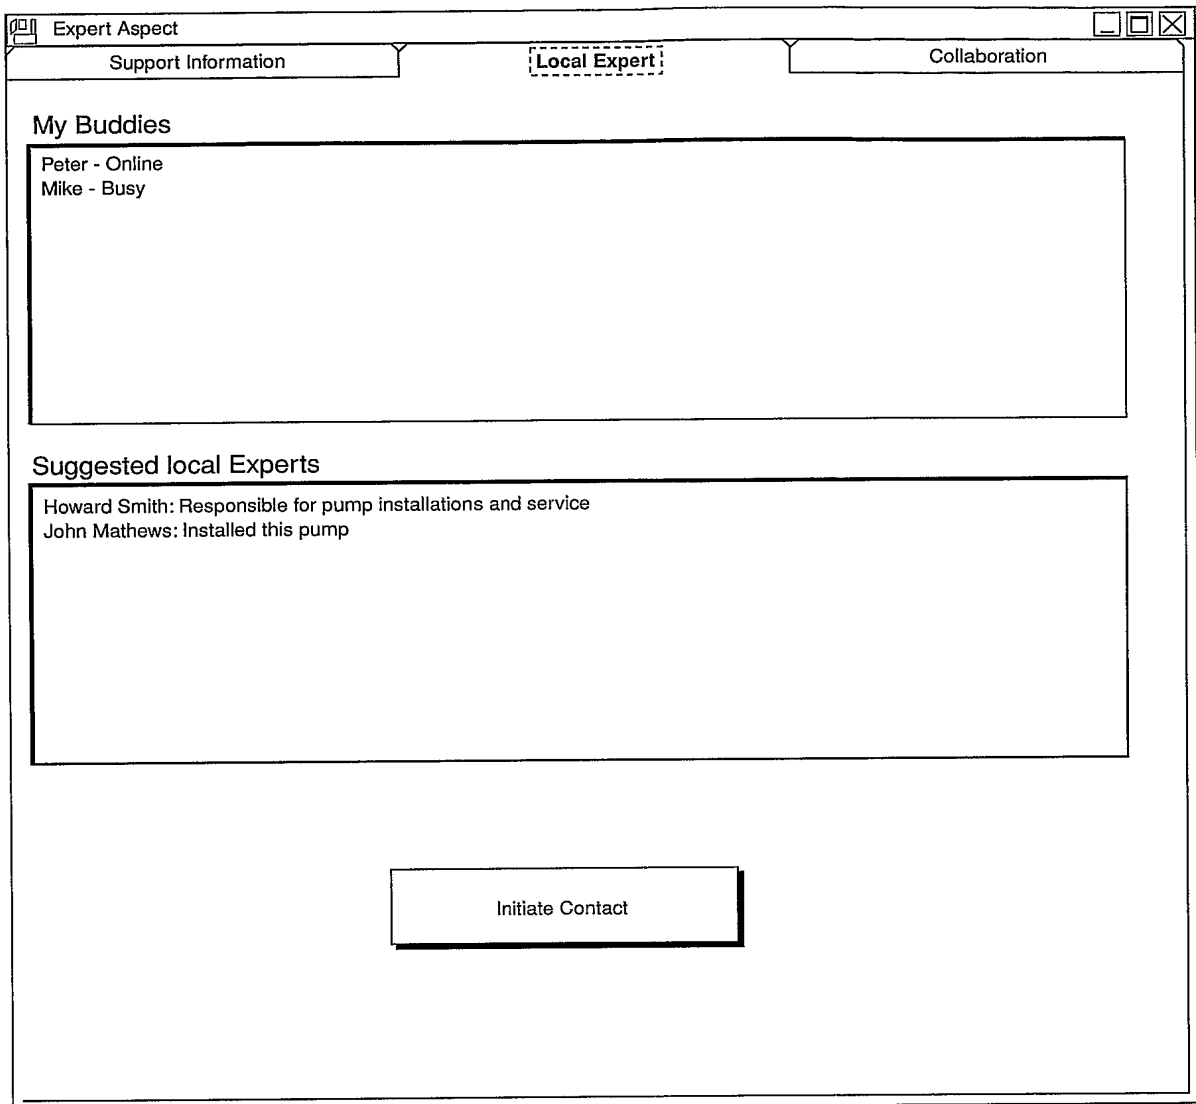 Expert Aspect
Support Information
Local Expert
Collaboration
My Buddies
Peter - Online
Mike - Busy
Suggested local Experts
Howard Smith: Responsible for pump installations and service
John Mathews: Installed this pump
Initiate Contact